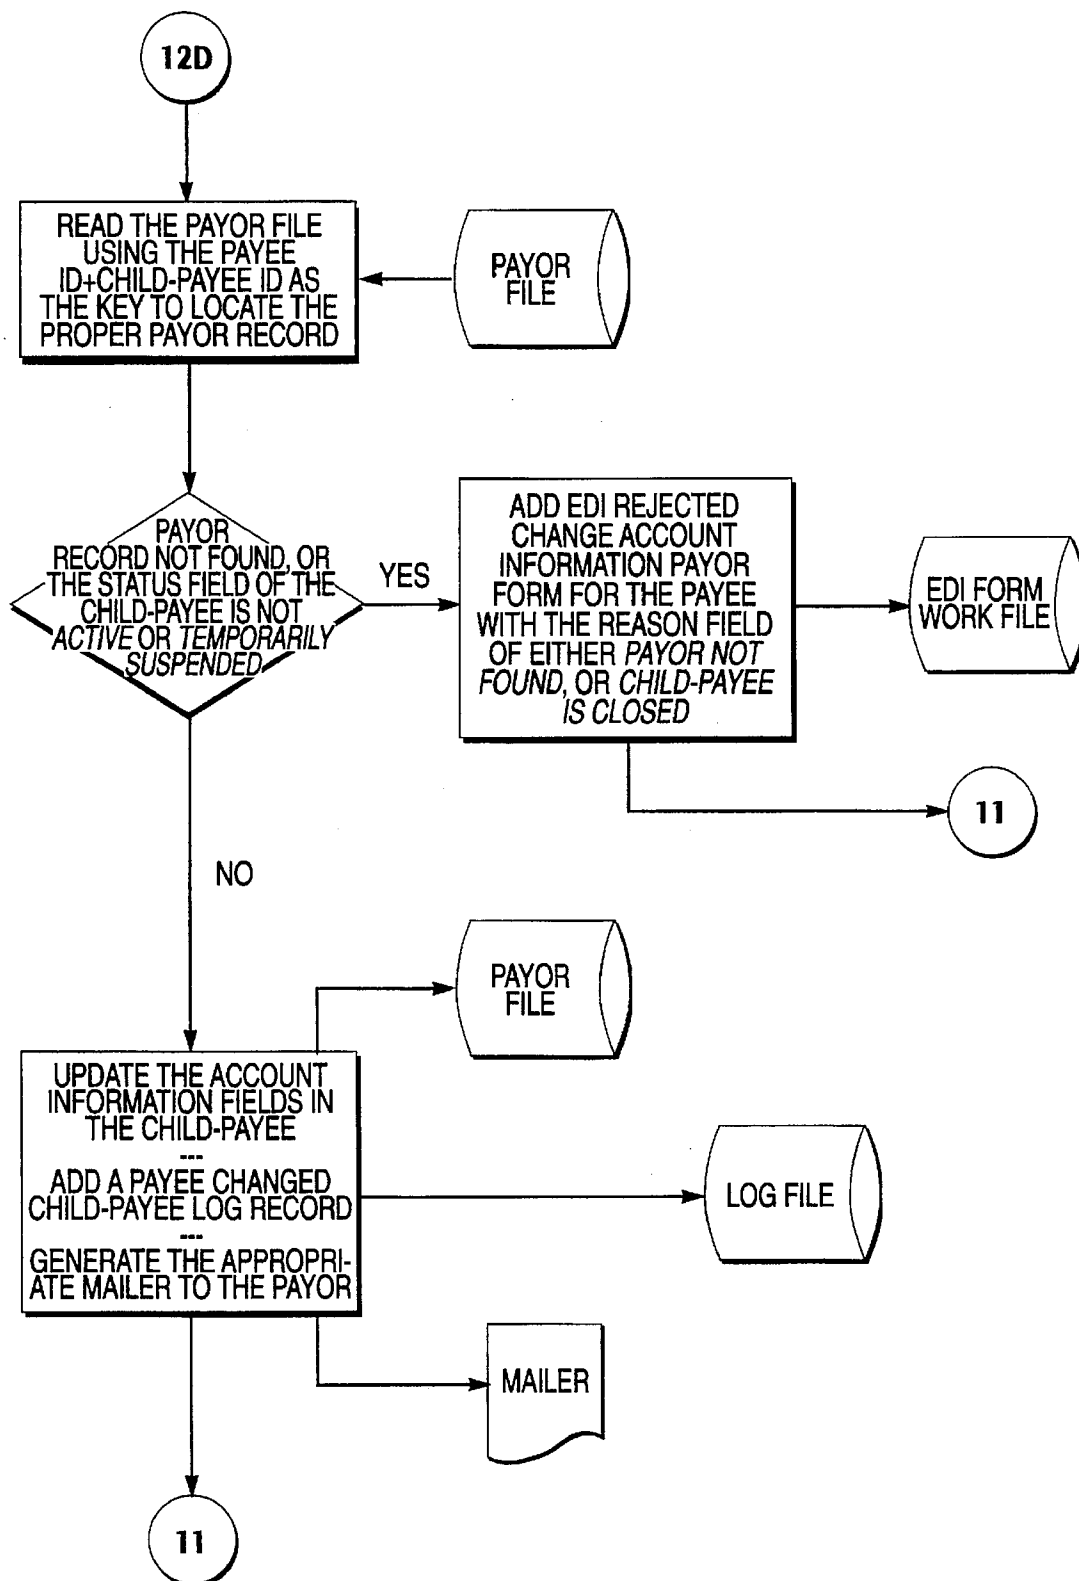 12D
READ THE PAYOR FILE
USING THE PAYEE
ID+CHILD-PAYEE ID AS
THE KEY TO LOCATE THE
PROPER PAYOR RECORD
PAYOR
FILE
PAYOR
RECORD NOT FOUND, OR
THE STATUS FIELD OF THE
CHILD-PAYEE IS NOT
ACTIVE OR TEMPORARILY
SUSPENDED
YES
ADD EDI REJECTED
CHANGE ACCOUNT
INFORMATION PAYOR
FORM FOR THE PAYEE
WITH THE REASON FIELD
OF EITHER PAYOR NOT
FOUND, OR CHILD-PAYEE
IS CLOSED
EDI FORM
WORK FILE
11
NO
PAYOR
FILE
UPDATE THE ACCOUNT
INFORMATION FIELDS IN
THE CHILD-PAYEE
---
ADD A PAYEE CHANGED
CHILD-PAYEE LOG RECORD
---
GENERATE THE APPROPRI-
ATE MAILER TO THE PAYOR
LOG FILE
MAILER
11